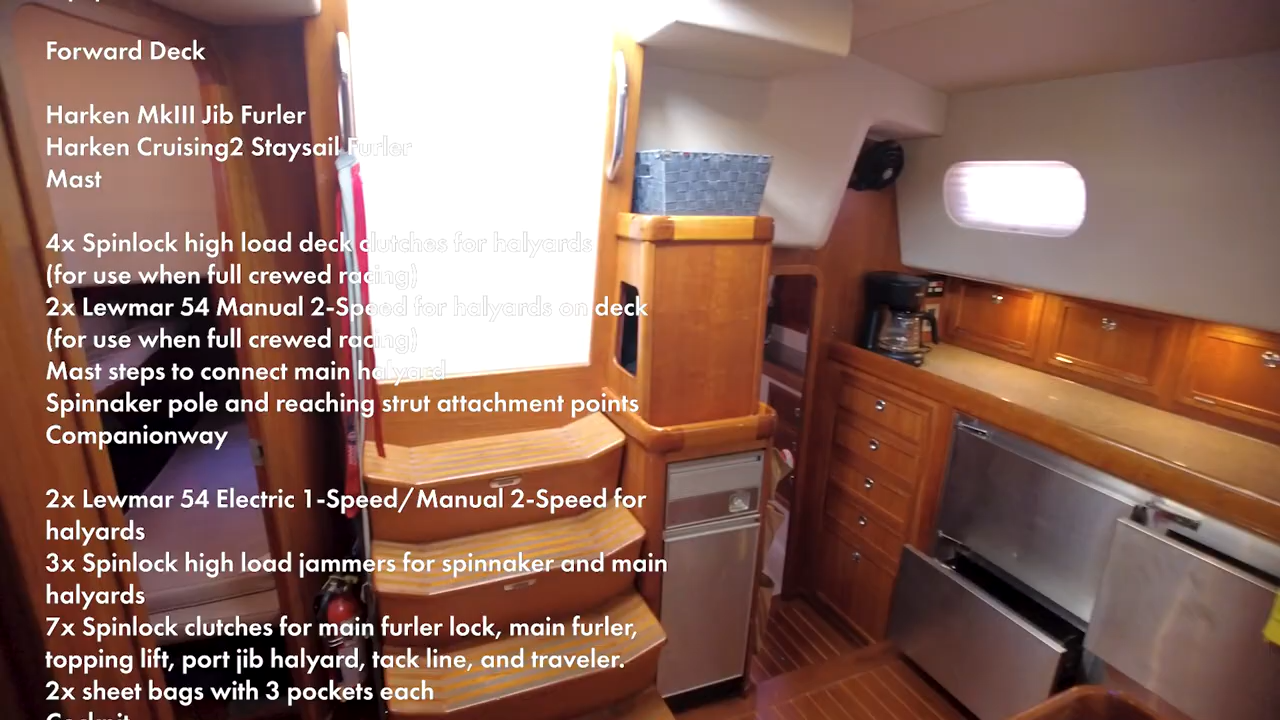 Forward Deck
Harken MkIII Jib Furler
Harken Cruising2 Staysail Furler
Mast
4x Spinlock high load deck clutches for halyards
(for use when full crewed racing)
2x Lewmar 54 Manual 2-Speed for halyards on deck
(for use when full crewed racing)
Mast steps to connect main halyard
Spinnaker pole and reaching strut attachment points
Companionway
2x Lewmar 54 Electric 1-Speed/Manual 2-Speed for
halyards
3x Spinlock high load jammers for spinnaker and main
halyards
7x Spinlock clutches for main furler lock, main furler,
topping lift, port jib halyard, tack line, and traveler.
2x sheet bags with 3 pockets each
Cockpit